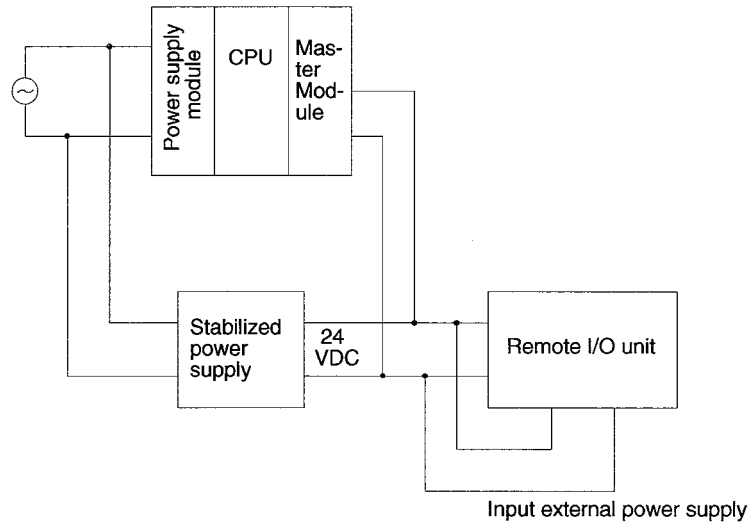 Power supply
module
CPU
Mas-
ter
Mod-
ule
Stabilized
power
supply
24
VDC
Remote I/O unit
Input external power supply